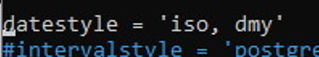 datestyle = 'iso, dmy'
#intervalstyle = 'postgre